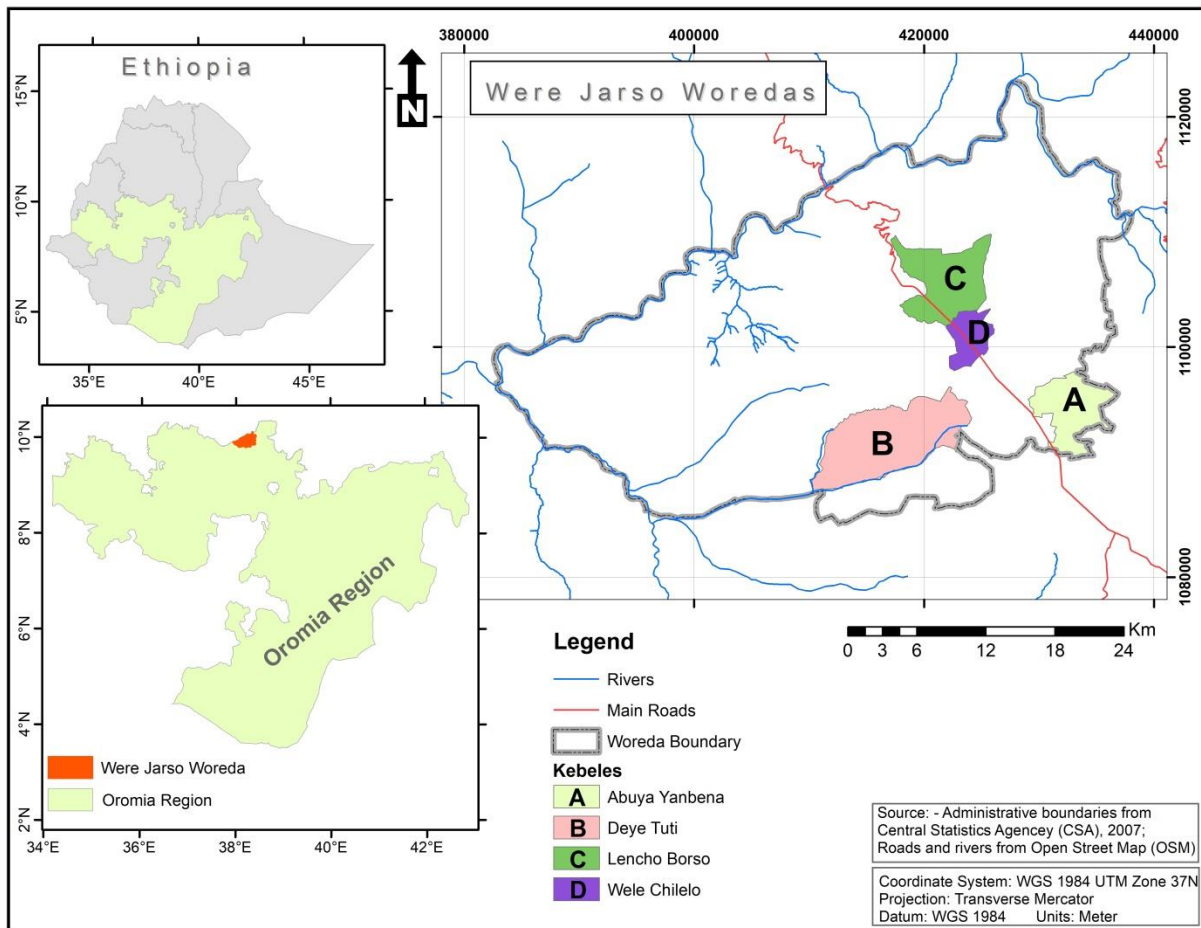 Ethiopia
15°N
10°N
5°N
35°E
40°E
45°E
N
Were Jarso Woredas
380000
400000
420000
440000
1120000
1100000
1080000
C
D
A
B
10°N
8°N
6°N
4°N
2°N
Oromia Region
Were Jarso Woreda
Oromia Region
34°E
36°E
38°E
40°E
42°E
Km
0 3 6 12 18 24
Legend
Rivers
Main Roads
Woreda Boundary
Kebeles
A Abuya Yanbena
B Deye Tuti
C Lencho Borso
D Wele Chilelo
Source: - Administrative boundaries from
Central Statistics Agencey (CSA), 2007;
Roads and rivers from Open Street Map (OSM)
Coordinate System: WGS 1984 UTM Zone 37N
Projection: Transverse Mercator
Datum: WGS 1984 Units: Meter